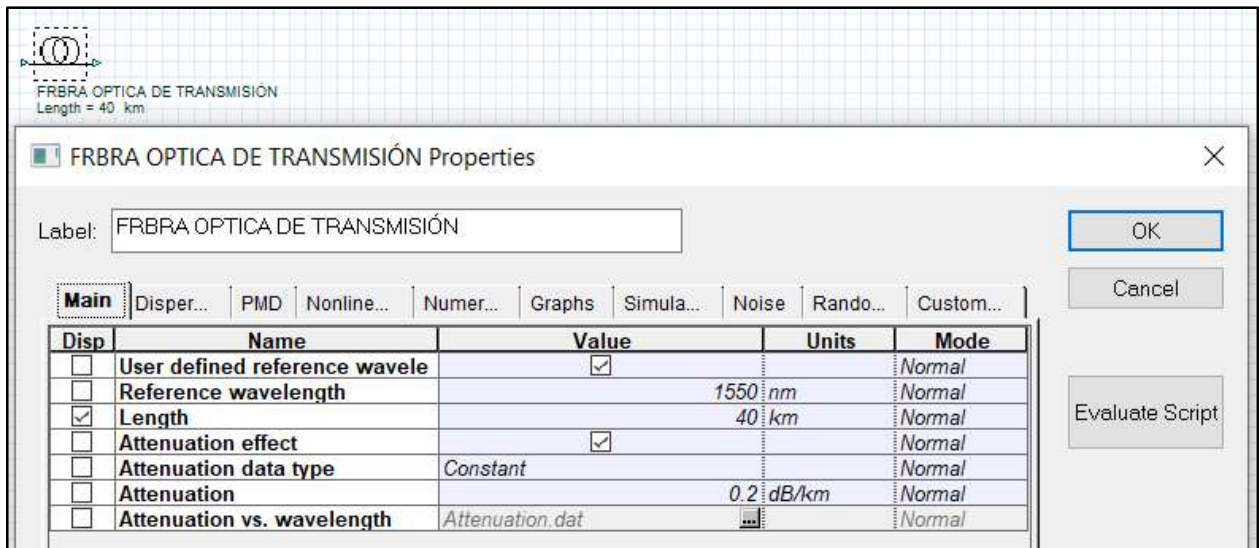 FRBRA OPTICA DE TRANSMISIÓN
Length = 40 km
FRBRA OPTICA DE TRANSMISIÓN Properties
Label: FRBRA OPTICA DE TRANSMISIÓN
OK
Cancel
Main Disper... PMD Nonline... Numer... Graphs Simula... Noise Rando... Custom...
Disp Name Value Units Mode
User defined reference wavele Normal
Reference wavelength 1550 nm Normal
Length 40 km Normal
Attenuation effect Normal
Attenuation data type Constant Normal
Attenuation 0.2 dB/km Normal
Attenuation vs. wavelength Attenuation.dat ... Normal
Evaluate Script